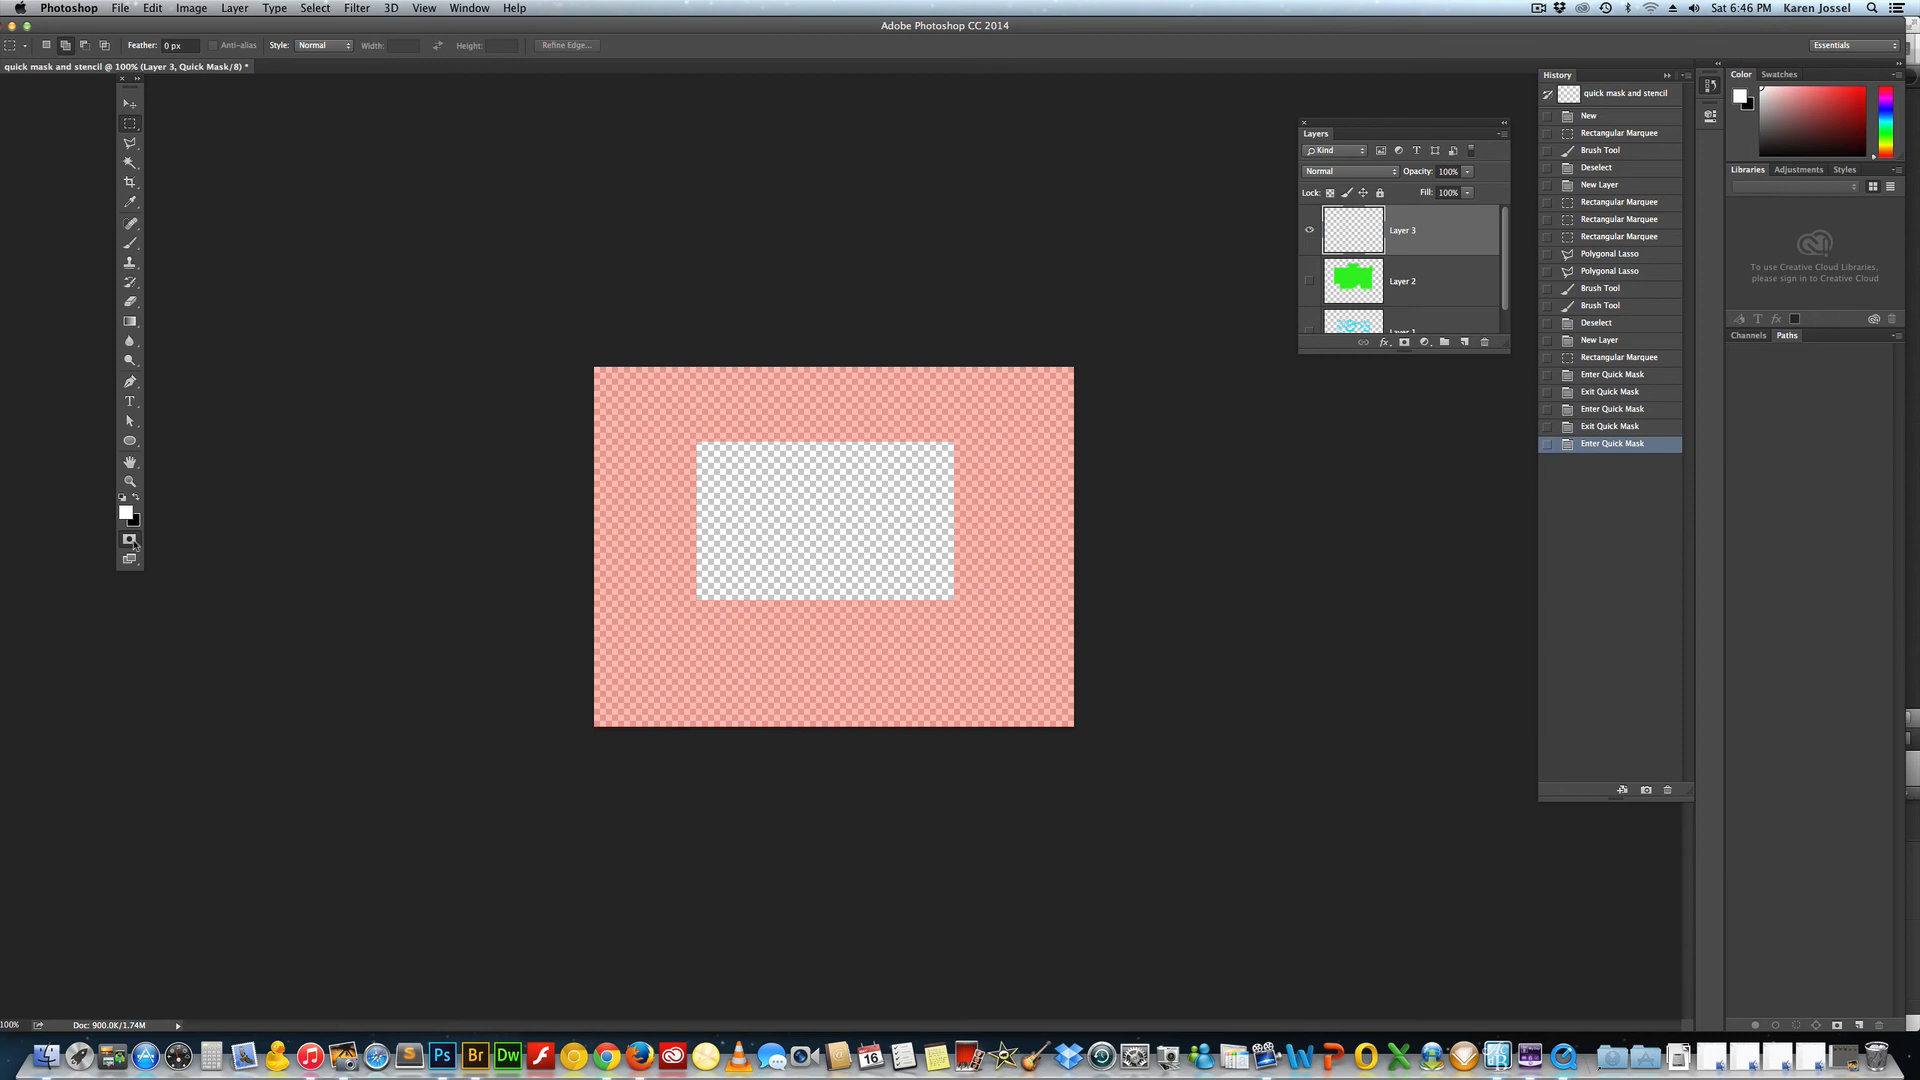 Photoshop File Edit Image Layer Type Select Filter 3D View Window Help Sat 6:46 PM Karen Jossel
Adobe Photoshop CC 2014
Feather: 0 px Anti-alias Style: Normal Width: Height: Refine Edge... Essentials
quick mask and stencil @ 100% (Layer 3, Quick Mask/8) *
History
quick mask and stencil
New
Rectangular Marquee
Brush Tool
Deselect
New Layer
Rectangular Marquee
Rectangular Marquee
Rectangular Marquee
Polygonal Lasso
Polygonal Lasso
Brush Tool
Brush Tool
Deselect
New Layer
Rectangular Marquee
Enter Quick Mask
Exit Quick Mask
Enter Quick Mask
Exit Quick Mask
Enter Quick Mask
Layers
Kind
Normal Opacity: 100%
Lock: Fill: 100%
Layer 3
Layer 2
Layer 1
Color Swatches
Libraries Adjustments Styles
To use Creative Cloud Libraries,
please sign in to Creative Cloud
Channels Paths
100% Doc: 900.0K/1.74M
Ps Br Dw
16